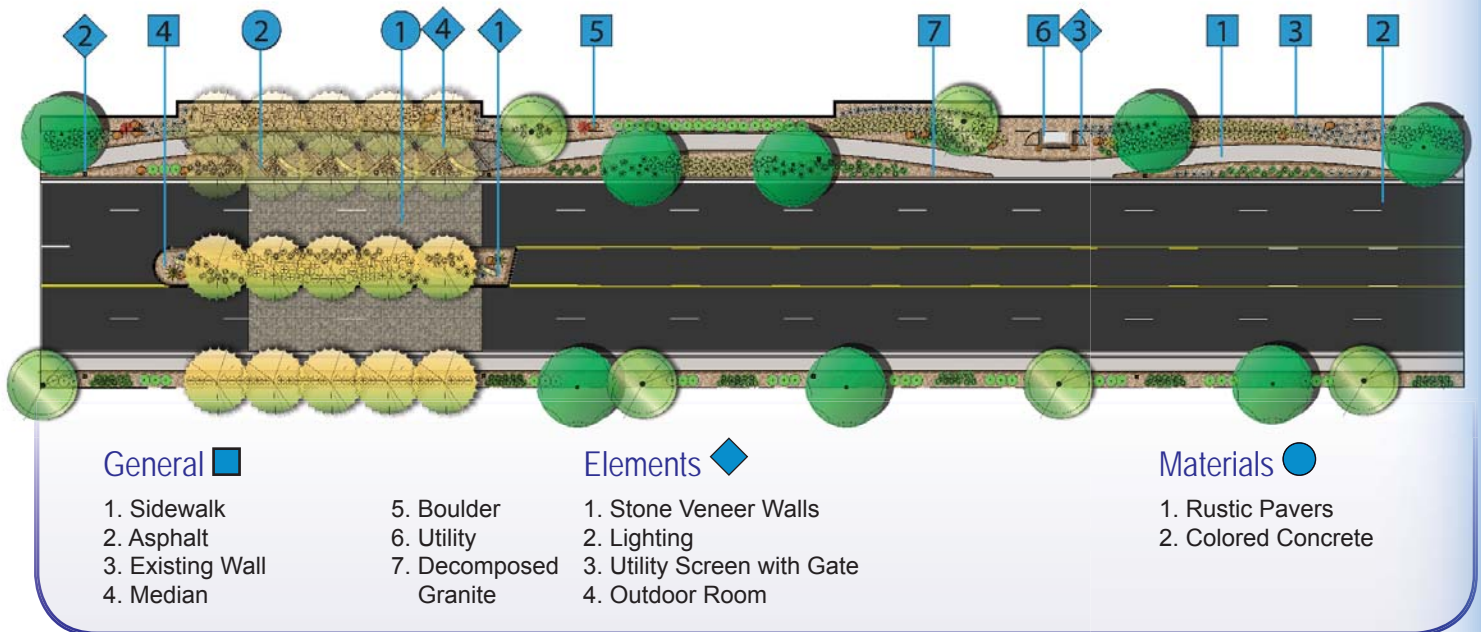 2 4 2 1 4 1 5 7 6 3 1 3 2
General
1. Sidewalk
2. Asphalt
3. Existing Wall
4. Median
5. Boulder
6. Utility
7. Decomposed
Granite
Elements
1. Stone Veneer Walls
2. Lighting
3. Utility Screen with Gate
4. Outdoor Room
Materials
1. Rustic Pavers
2. Colored Concrete